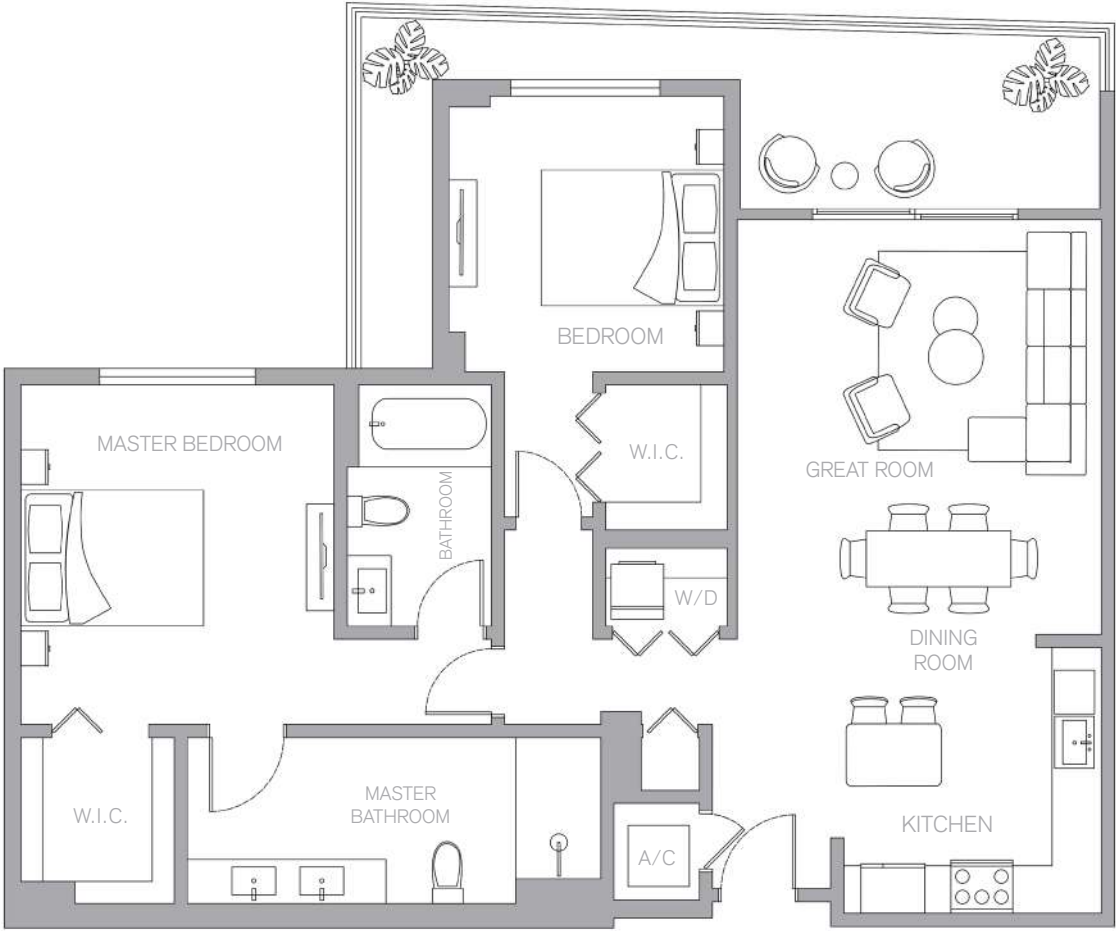 BEDROOM
MASTER BEDROOM
W.I.C.
GREAT ROOM
BATHROOM
W/D
DINING
ROOM
MASTER
BATHROOM
W.I.C.
KITCHEN
A/C